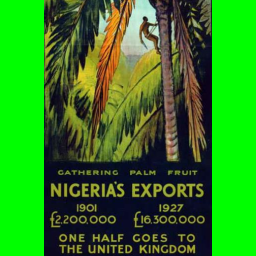 GATHERING PALM FRUIT
NIGERIA'S EXPORTS
1901 1927
£2,200,000 £16,300,000
ONE HALF GOES TO
THE UNITED KINGDOM